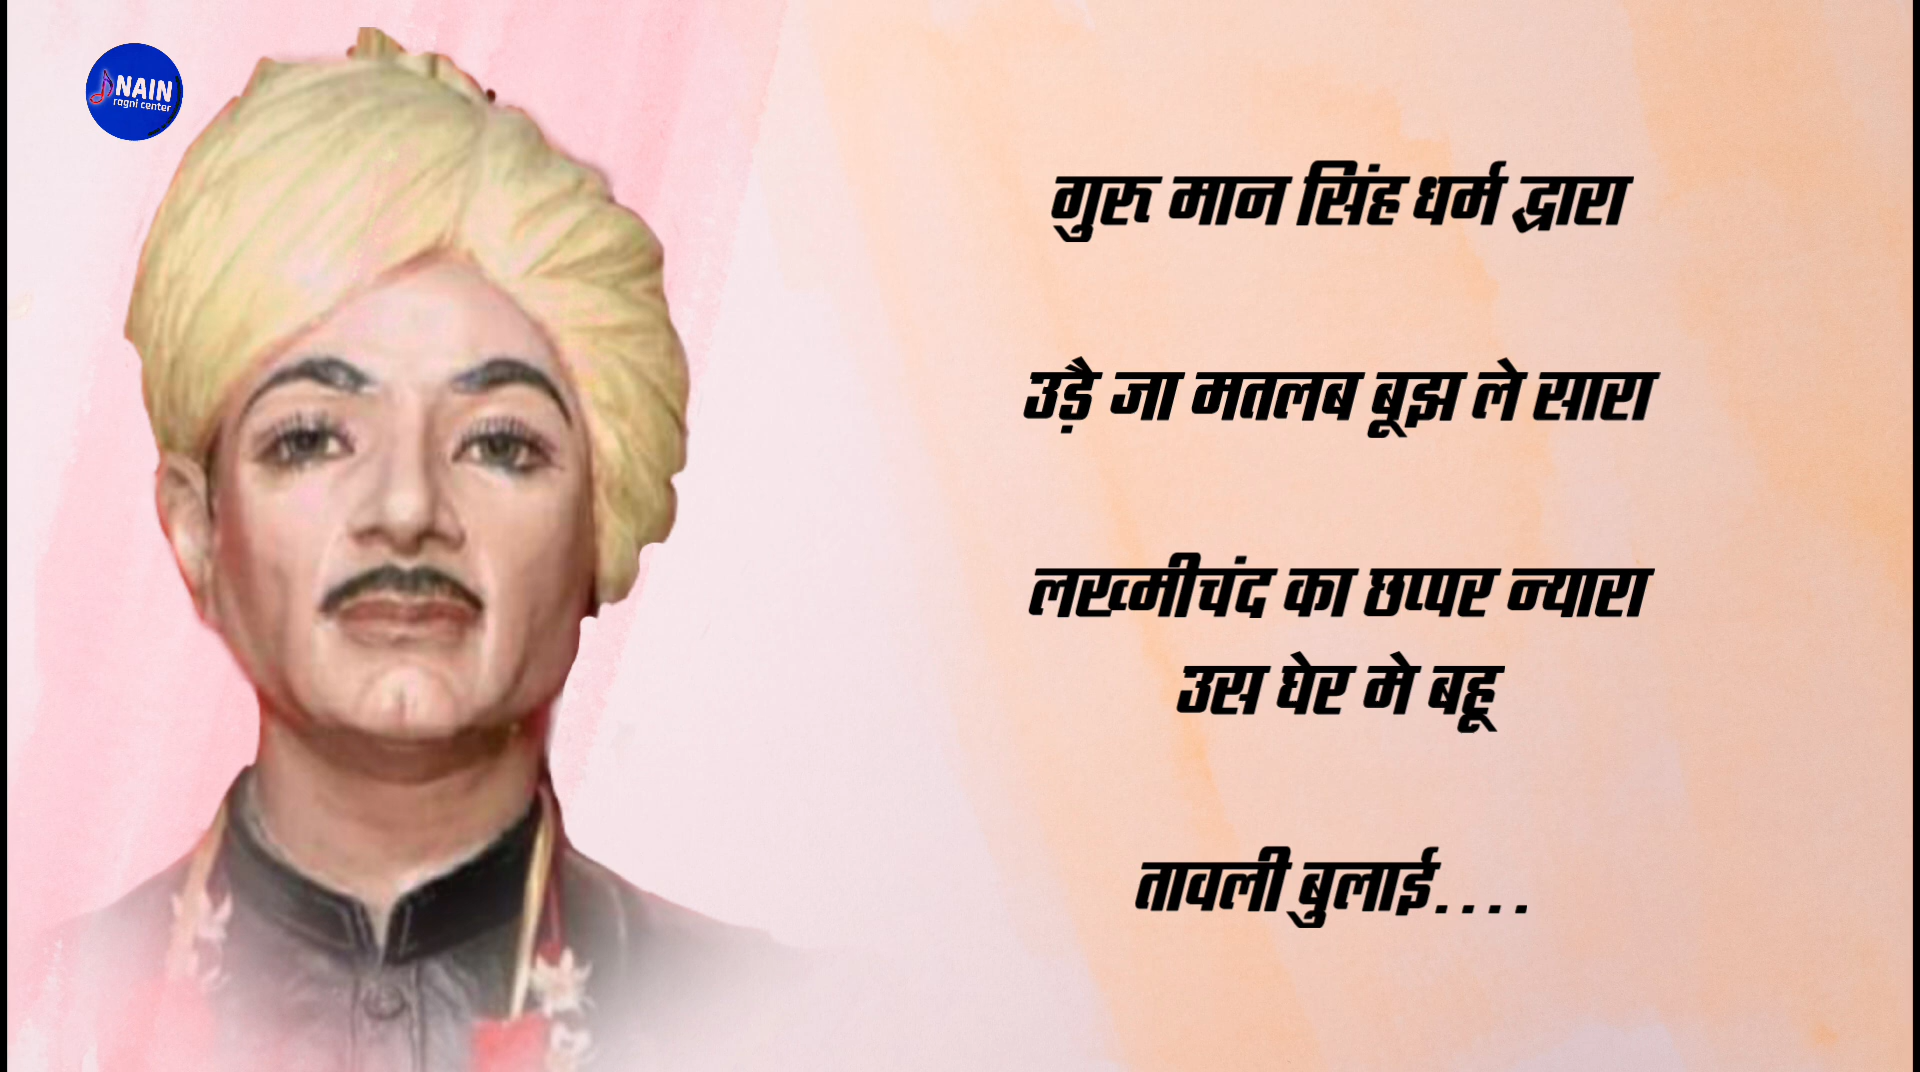 NAIN
ragni center
गुरु मान सिंह धर्म द्धारा
उड़ै जा मतलब बूझ ले सारा
लख्मीचंद का छप्पर न्यारा
उस घेर मे बहू
तावली बुलाई....